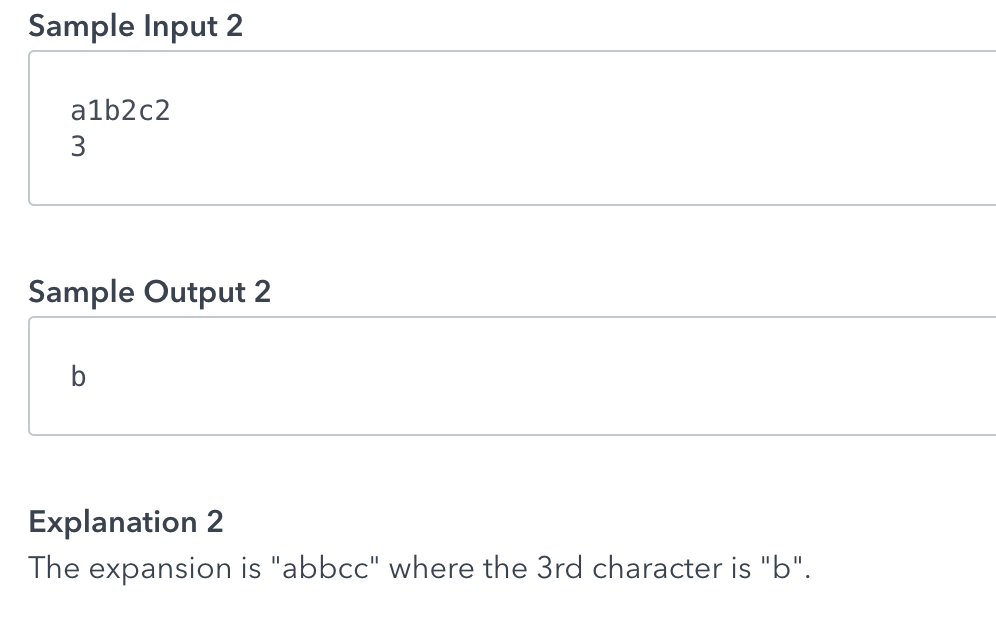 Sample Input 2
a1b2c2
3
Sample Output 2
b
Explanation 2
The expansion is "abbcc" where the 3rd character is "b".